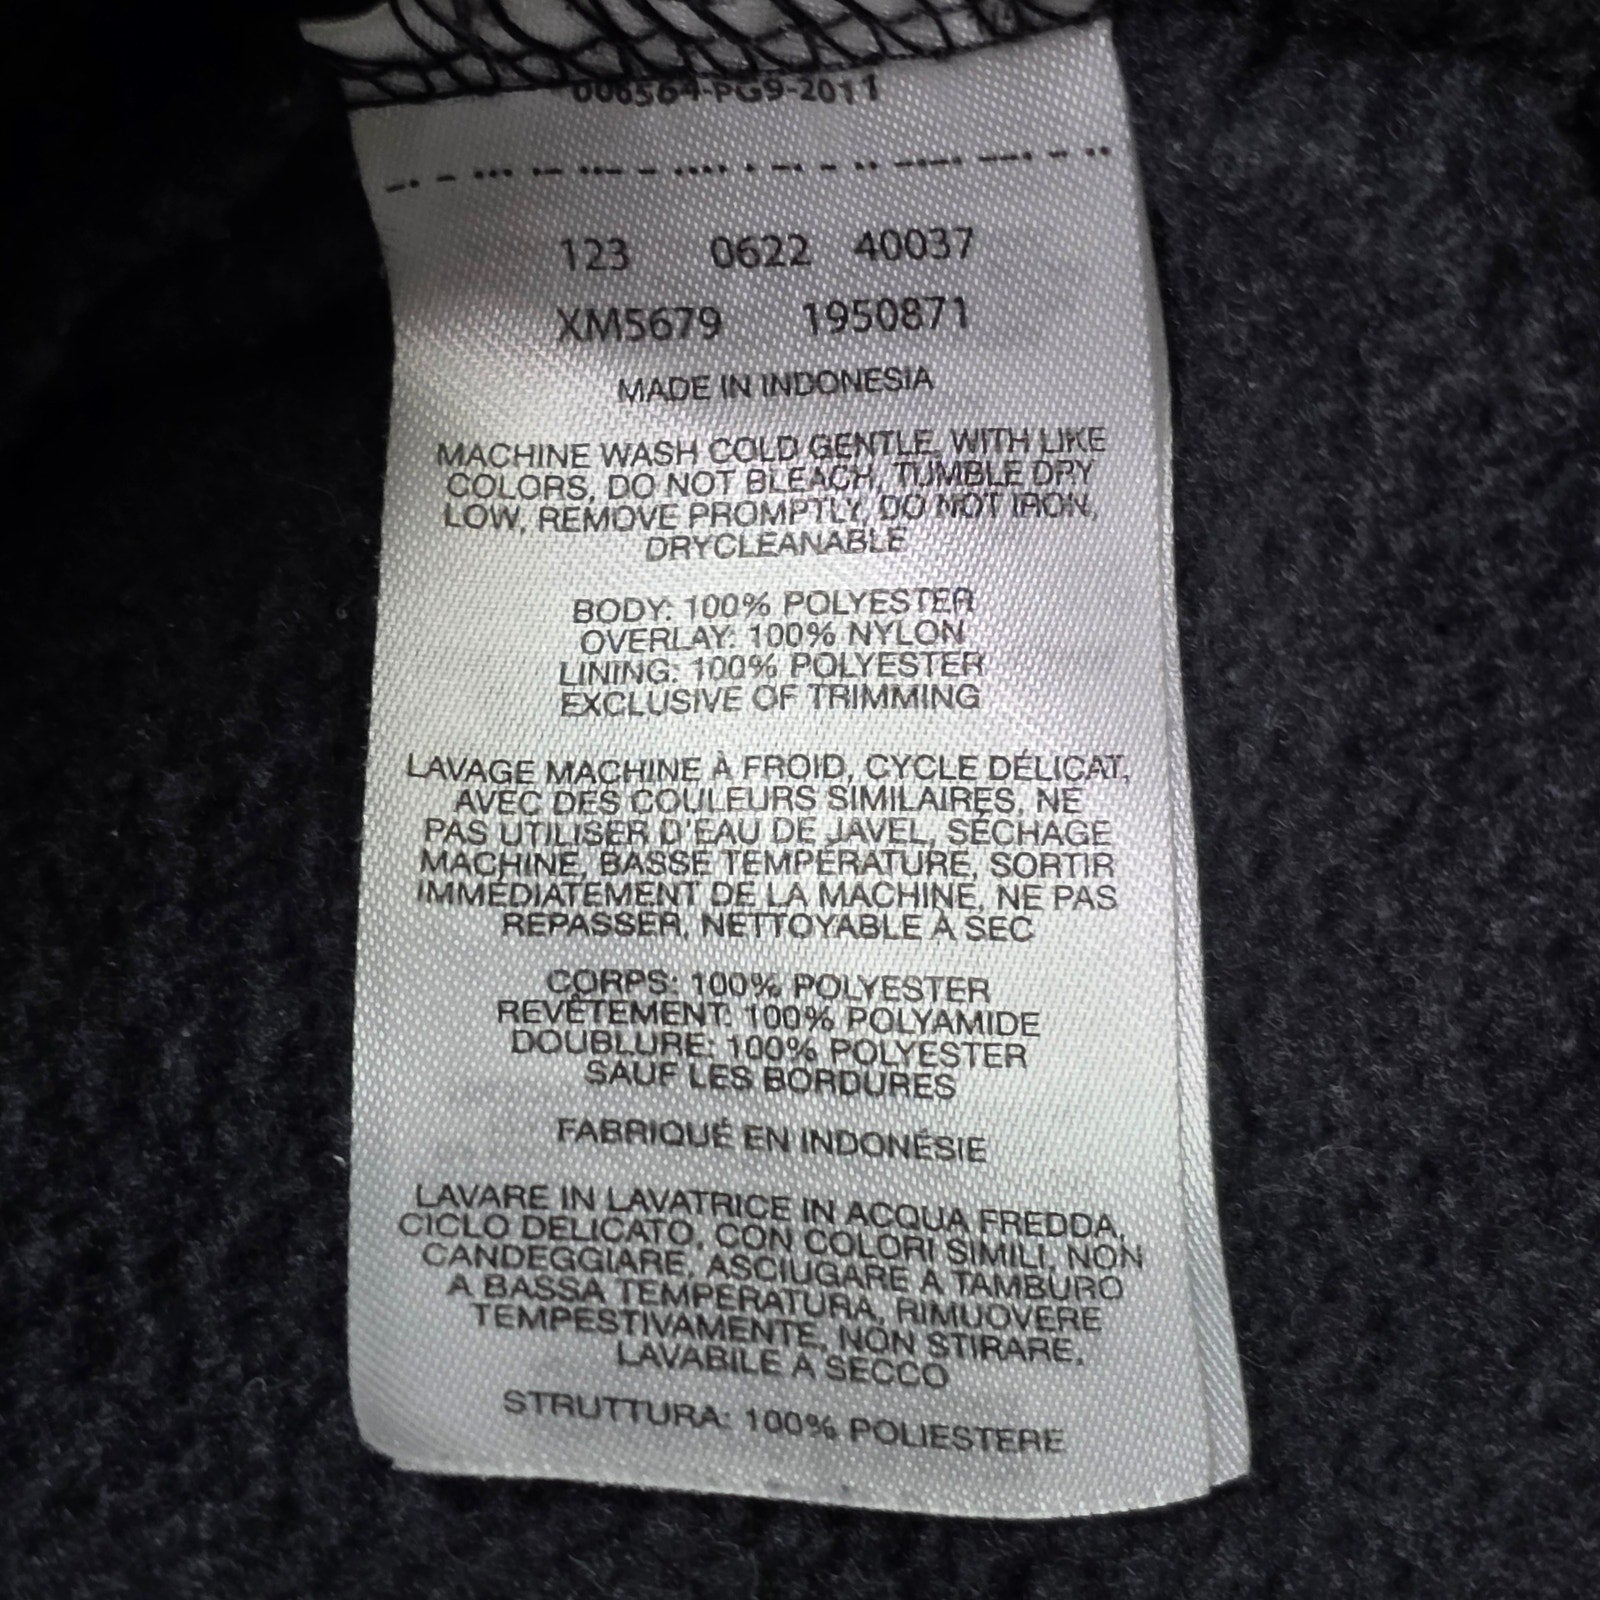 006564-PG9-2011
123 0622 40037
XM5679 1950871
MADE IN INDONESIA
MACHINE WASH COLD GENTLE, WITH LIKE
COLORS, DO NOT BLEACH, TUMBLE DRY
LOW, REMOVE PROMPTLY, DO NOT IRON,
DRYCLEANABLE
BODY: 100% POLYESTER
OVERLAY: 100% NYLON
LINING: 100% POLYESTER
EXCLUSIVE OF TRIMMING
LAVAGE MACHINE À FROID, CYCLE DÉLICAT,
AVEC DES COULEURS SIMILAIRES, NE
PAS UTILISER D'EAU DE JAVEL, SÉCHAGE
MACHINE, BASSE TEMPÉRATURE, SORTIR
IMMÉDIATEMENT DE LA MACHINE, NE PAS
REPASSER, NETTOYABLE À SEC
CORPS: 100% POLYESTER
REVÊTEMENT: 100% POLYAMIDE
DOUBLURE: 100% POLYESTER
SAUF LES BORDURES
FABRIQUÉ EN INDONÉSIE
LAVARE IN LAVATRICE IN ACQUA FREDDA,
CICLO DELICATO, CON COLORI SIMILI, NON
CANDEGGIARE, ASCIUGARE A TAMBURO
A BASSA TEMPERATURA, RIMUOVERE
TEMPESTIVAMENTE, NON STIRARE,
LAVABILE A SECCO
STRUTTURA: 100% POLIESTERE